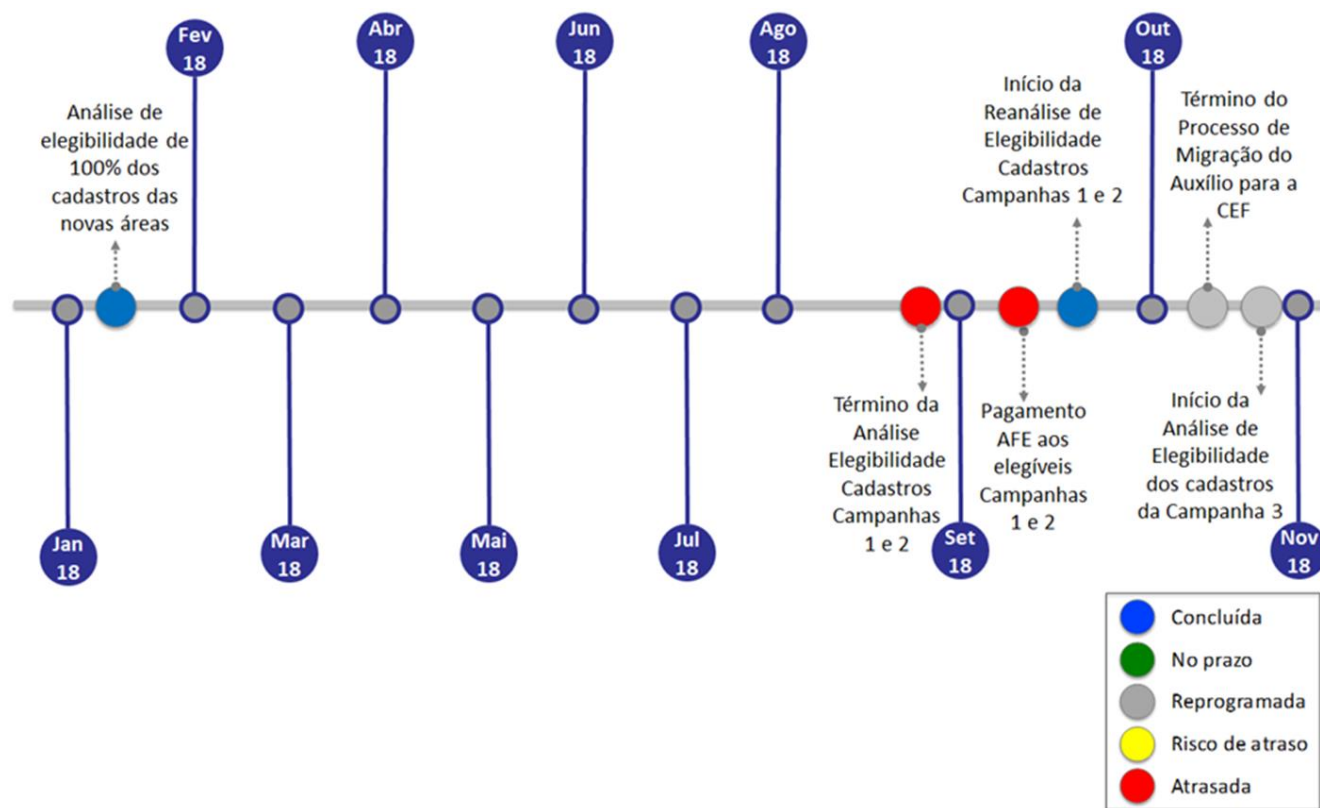 Fev
18
Abr
18
Jun
18
Ago
18
Out
18
Análise de
elegibilidade de
100% dos
cadastros das
novas áreas
Início da
Reanálise de
Elegibilidade
Cadastros
Campanhas 1 e 2
Término do
Processo de
Migração do
Auxílio para a
CEF
Término da
Análise
Elegibilidade
Cadastros
Campanhas
1 e 2
Pagamento
AFE aos
elegíveis
Campanhas
1 e 2
Início da
Análise de
Elegibilidade
dos cadastros
da Campanha 3
Jan
18
Mar
18
Mai
18
Jul
18
Set
18
Nov
18
Concluída
No prazo
Reprogramada
Risco de atraso
Atrasada